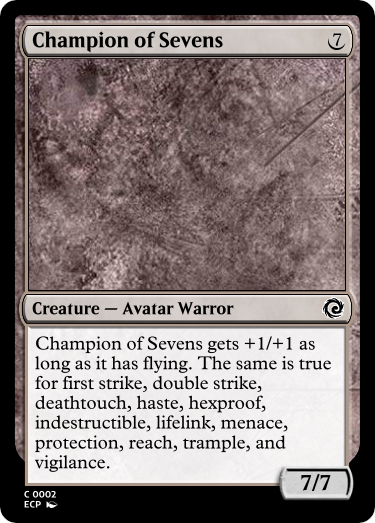 Champion of Sevens 7
Creature — Avatar Warror
Champion of Sevens gets +1/+1 as
long as it has flying. The same is true
for first strike, double strike,
deathtouch, haste, hexproof,
indestructible, lifelink, menace,
protection, reach, trample, and
vigilance.
7/7
C 0002
ECP